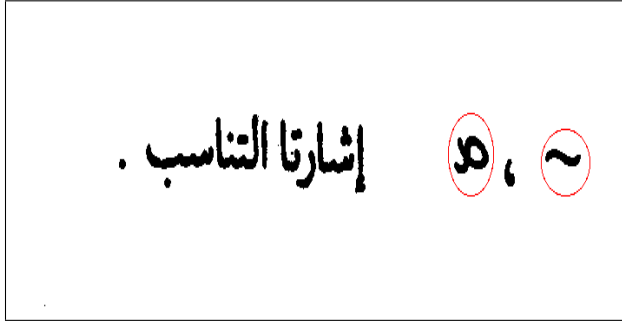 ~ ، ص إشارتا التناسب .